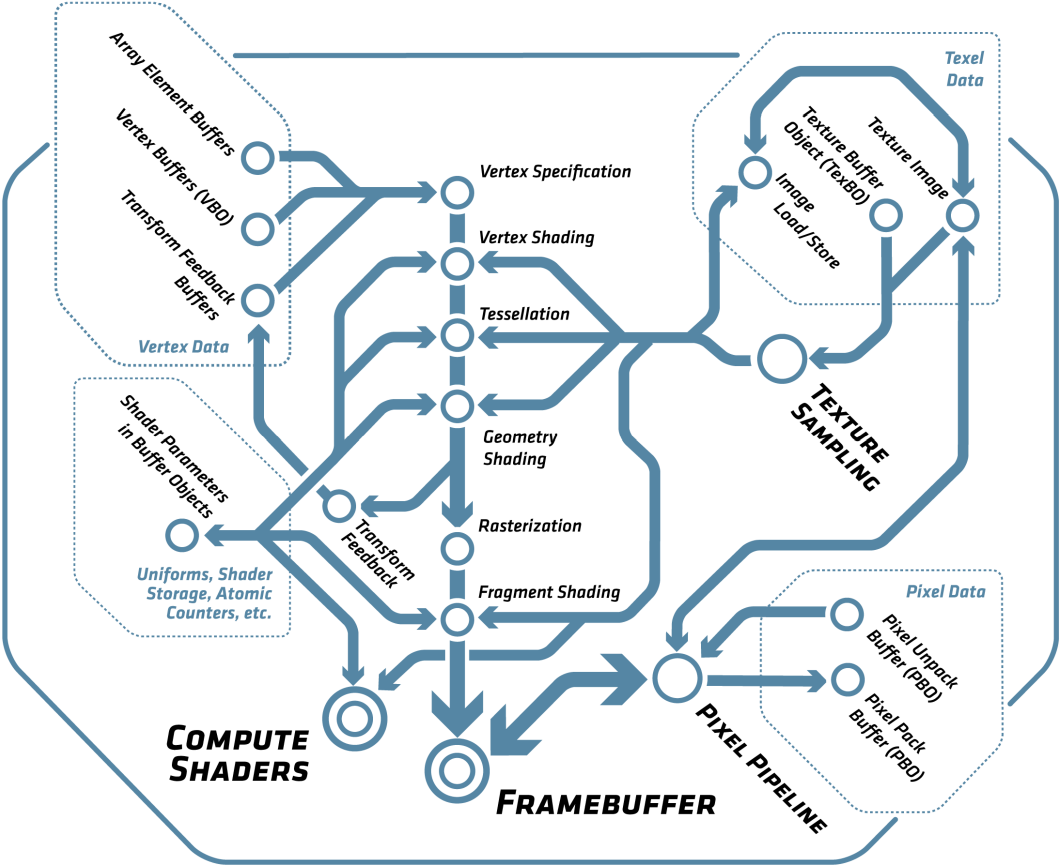 Array Element Buffers
Vertex Buffers (VBO)
Transform Feedback
Buffers
Vertex Data
Texel
Data
Texture Buffer
Object (TexBO)
Texture Image
Image
Load/Store
Vertex Specification
Vertex Shading
Tessellation
Geometry
Shading
Rasterization
Fragment Shading
Texture
Sampling
Shader Parameters
in Buffer Objects
Uniforms, Shader
Storage, Atomic
Counters, etc.
Transform
Feedback
Pixel Data
Pixel Unpack
Buffer (PBO)
Pixel Pack
Buffer (PBO)
Compute
Shaders
Framebuffer
Pixel Pipeline